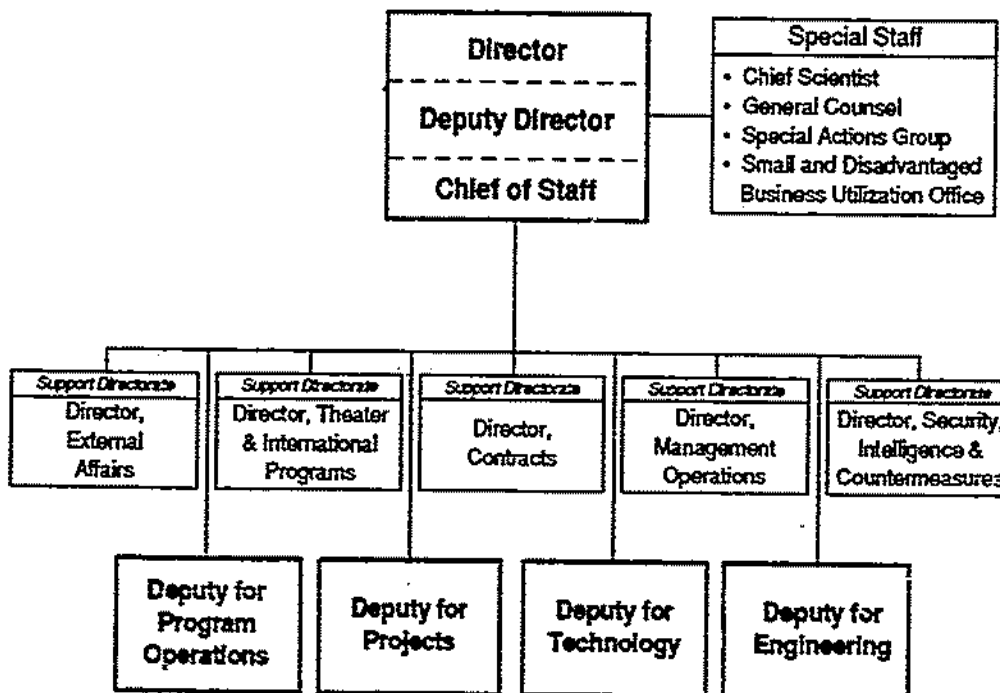 Director
Deputy Director
Chief of Staff
Special Staff
• Chief Scientist
• General Counsel
• Special Actions Group
• Small and Disadvantaged
Business Utilization Office
Support Directorate
Director,
External
Affairs
Support Directorate
Director, Theater
& International
Programs
Support Directorate
Director,
Contracts
Support Directorate
Director,
Management
Operations
Support Directorate
Director, Security,
Intelligence &
Countermeasures
Deputy for
Program
Operations
Deputy for
Projects
Deputy for
Technology
Deputy for
Engineering